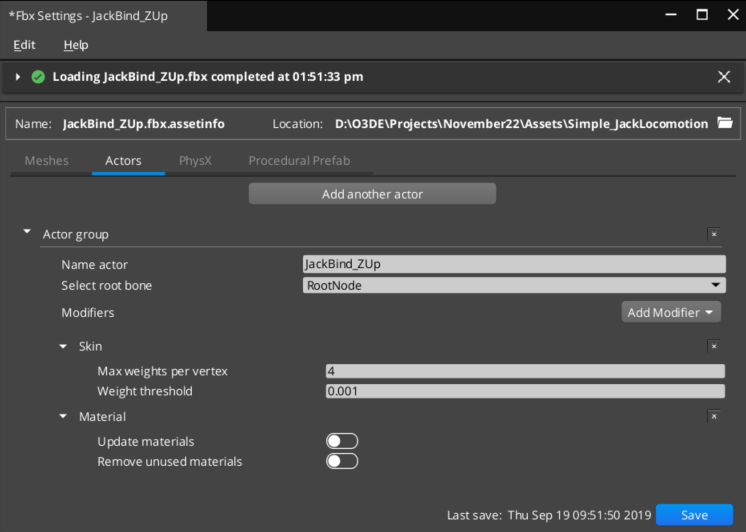 *Fbx Settings - JackBind_ZUp
Edit Help
Loading JackBind_ZUp.fbx completed at 01:51:33 pm
Name: JackBind_ZUp.fbx.assetinfo Location: D:\O3DE\Projects\November22\Assets\Simple_JackLocomotion
Meshes Actors PhysX Procedural Prefab
Add another actor
Actor group
Name actor JackBind_ZUp
Select root bone RootNode
Modifiers Add Modifier
Skin
Max weights per vertex 4
Weight threshold 0.001
Material
Update materials
Remove unused materials
Last save: Thu Sep 19 09:51:50 2019 Save